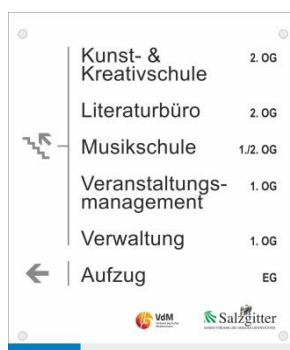 Kunst- & 2. OG
Kreativschule
Literaturbüro 2. OG
Musikschule 1./2. OG
Veranstaltungs- 1. OG
management
Verwaltung 1. OG
Aufzug EG
VdM
Salzgitter